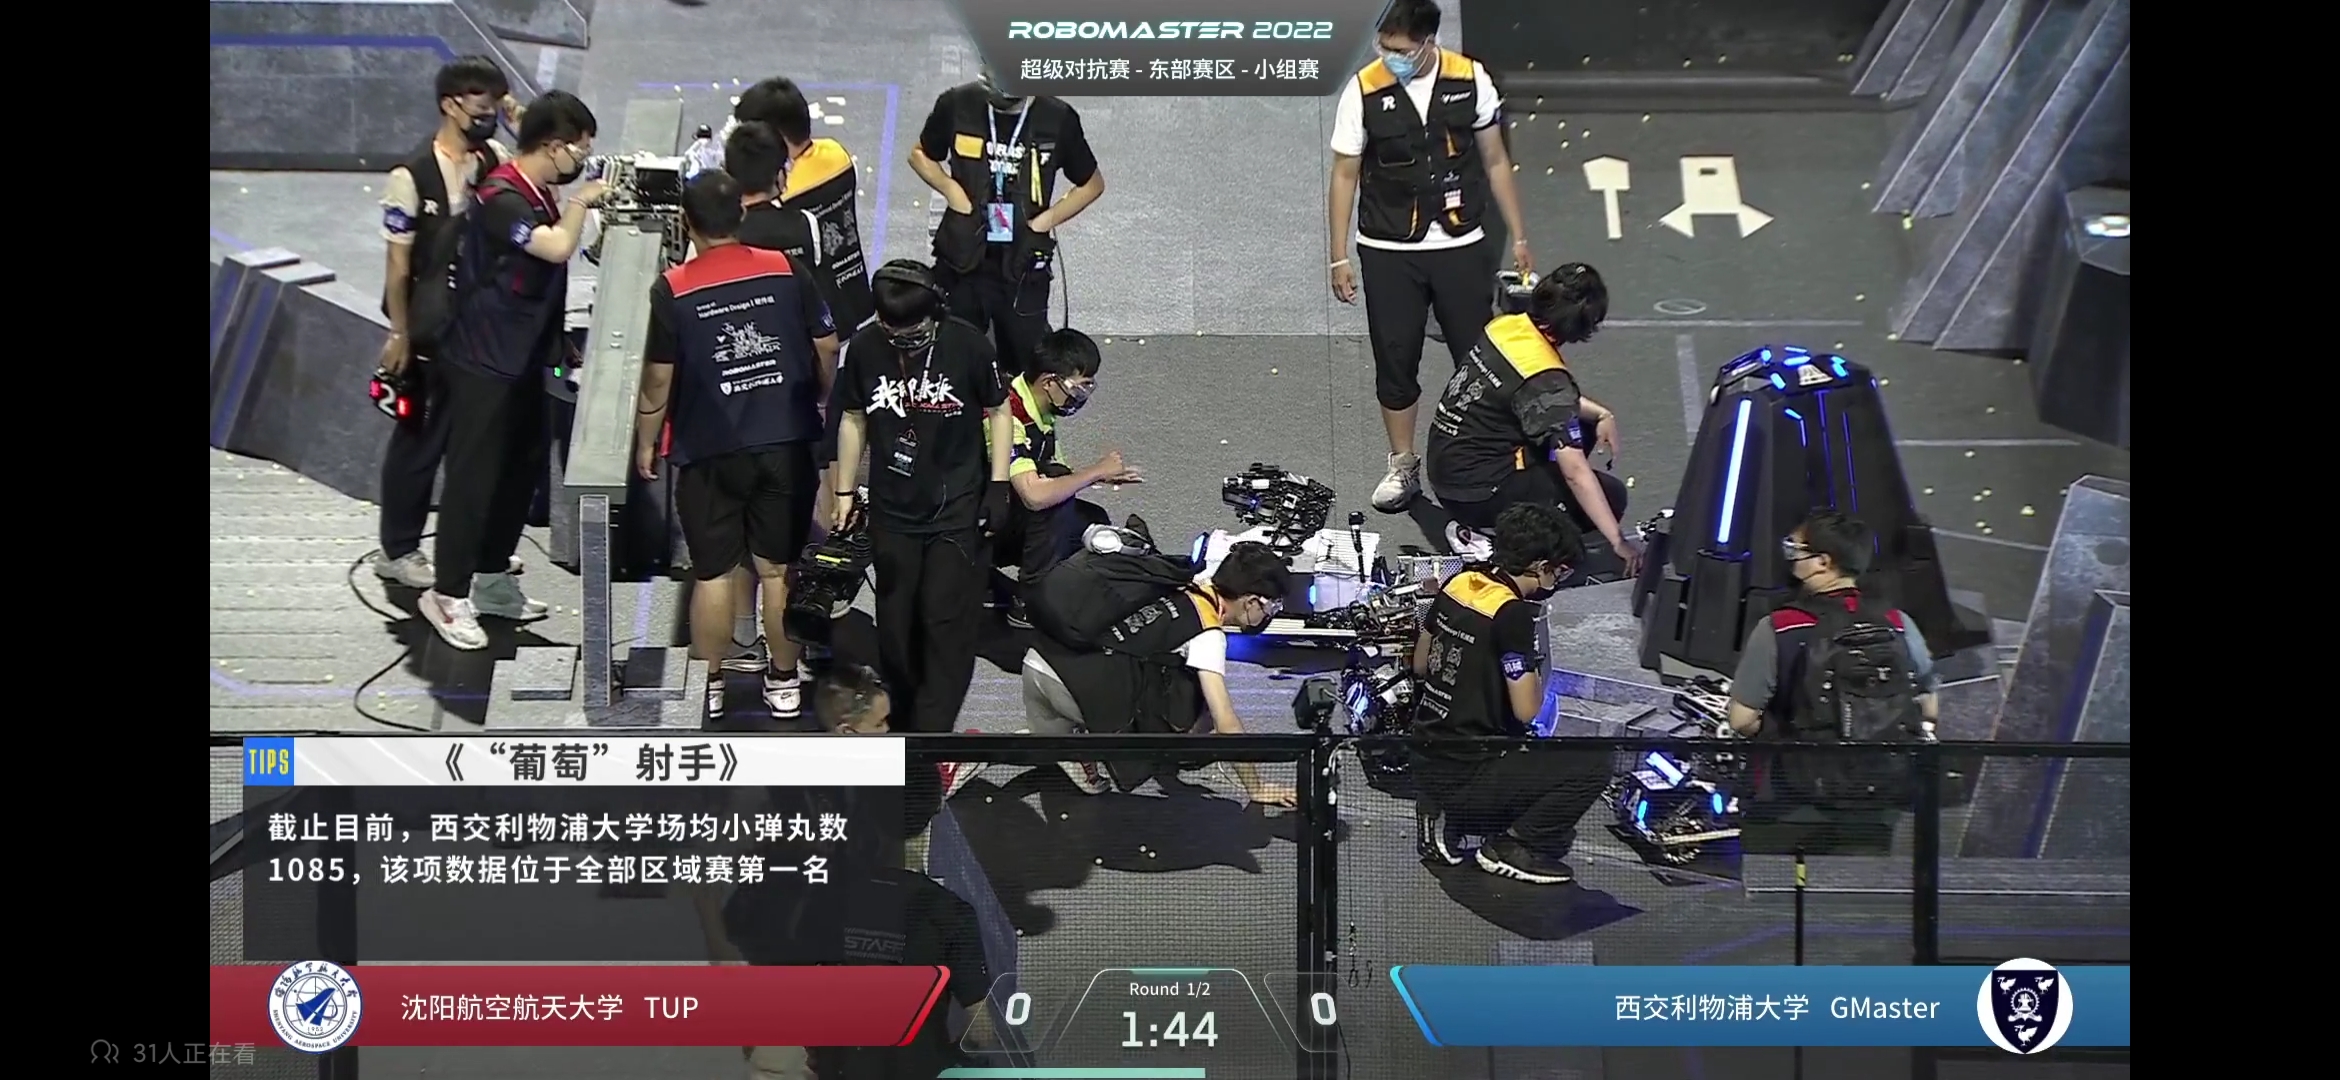 ROBOMASTER 2022
超级对抗赛 - 东部赛区 - 小组赛
TIPS
《“葡萄”射手》
截止目前，西交利物浦大学场均小弹丸数
1085，该项数据位于全部区域赛第一名
STAFF
沈阳航空航天大学 TUP
0
Round 1/2
1:44
0
西交利物浦大学 GMaster
31人正在看
2
ROBOMASTER